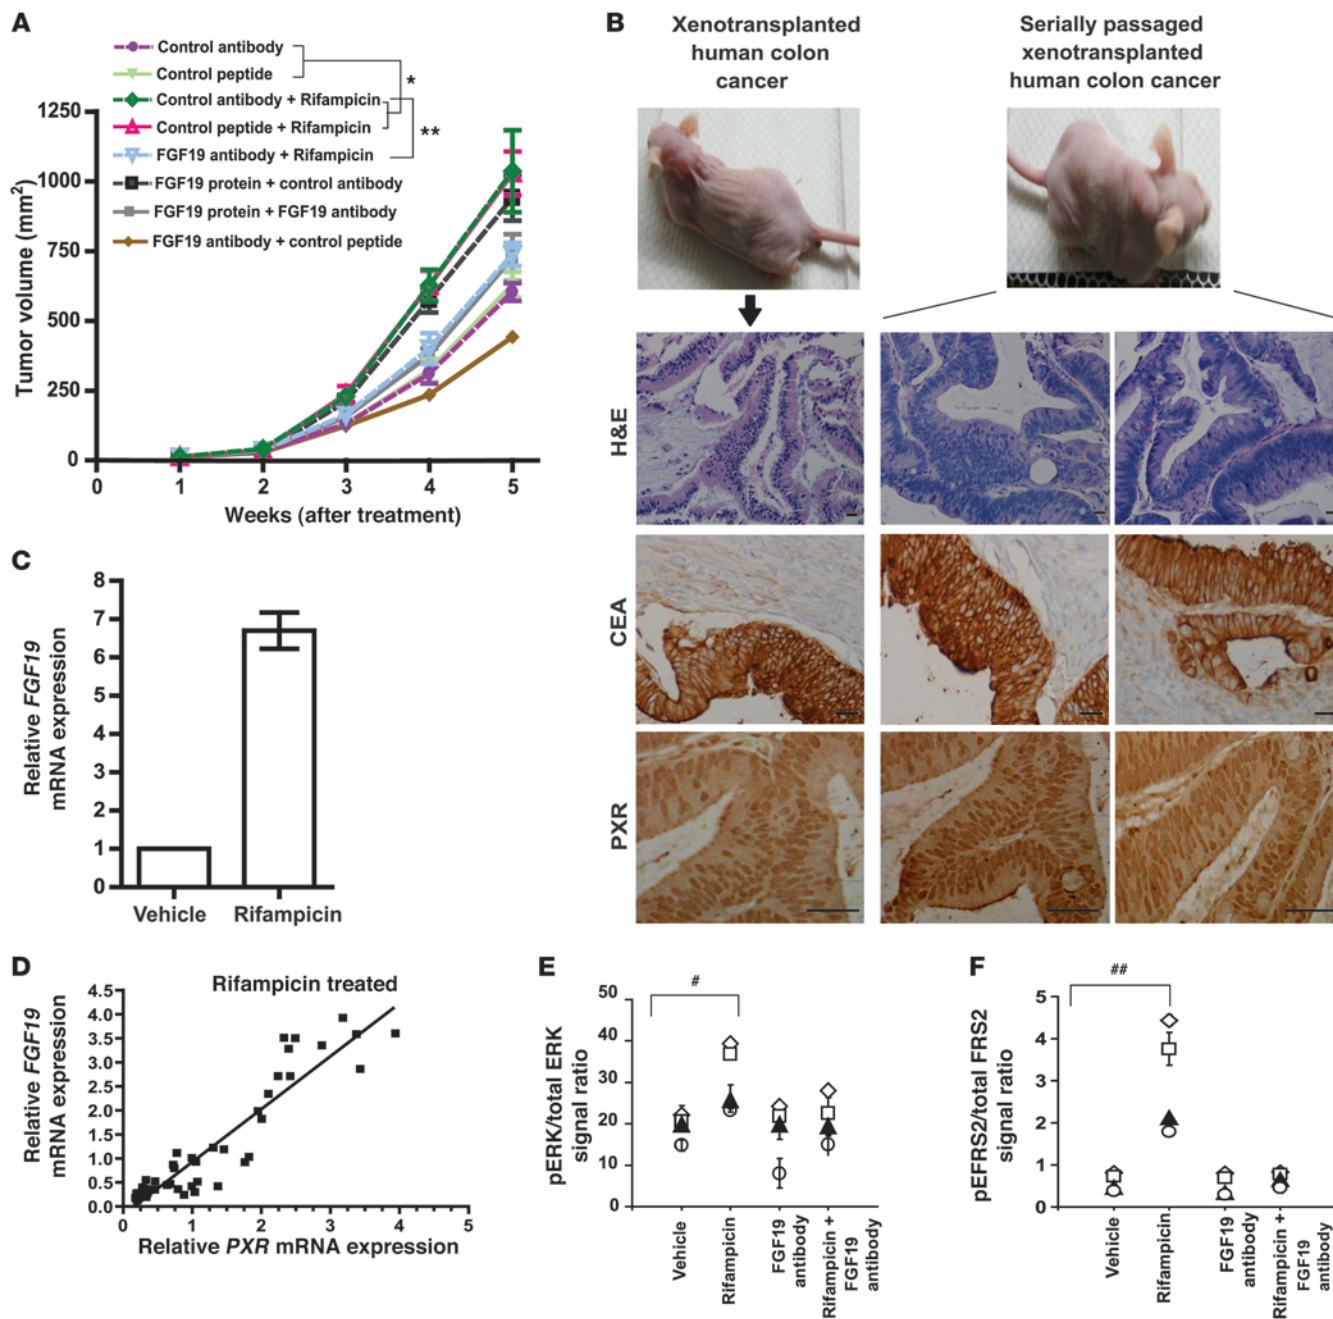 A
Control antibody
Control peptide
Control antibody + Rifampicin
Control peptide + Rifampicin
FGF19 antibody + Rifampicin
FGF19 protein + control antibody
FGF19 protein + FGF19 antibody
FGF19 antibody + control peptide
*
**
1250
1000
750
500
250
0
Tumor volume (mm²)
0 1 2 3 4 5
Weeks (after treatment)
B
Xenotransplanted
human colon
cancer
Serially passaged
xenotransplanted
human colon cancer
H&E
CEA
PXR
C
8
7
6
5
4
3
2
1
0
Relative FGF19
mRNA expression
Vehicle Rifampicin
D
Rifampicin treated
4.5
4.0
3.5
3.0
2.5
2.0
1.5
1.0
0.5
0.0
Relative FGF19
mRNA expression
0 1 2 3 4 5
Relative PXR mRNA expression
E
#
50
40
30
20
10
0
pERK/total ERK
signal ratio
Vehicle
Rifampicin
FGF19
antibody
Rifampicin +
FGF19
antibody
F
##
5
4
3
2
1
0
pEFRS2/total FRS2
signal ratio
Vehicle
Rifampicin
FGF19
antibody
Rifampicin +
FGF19
antibody